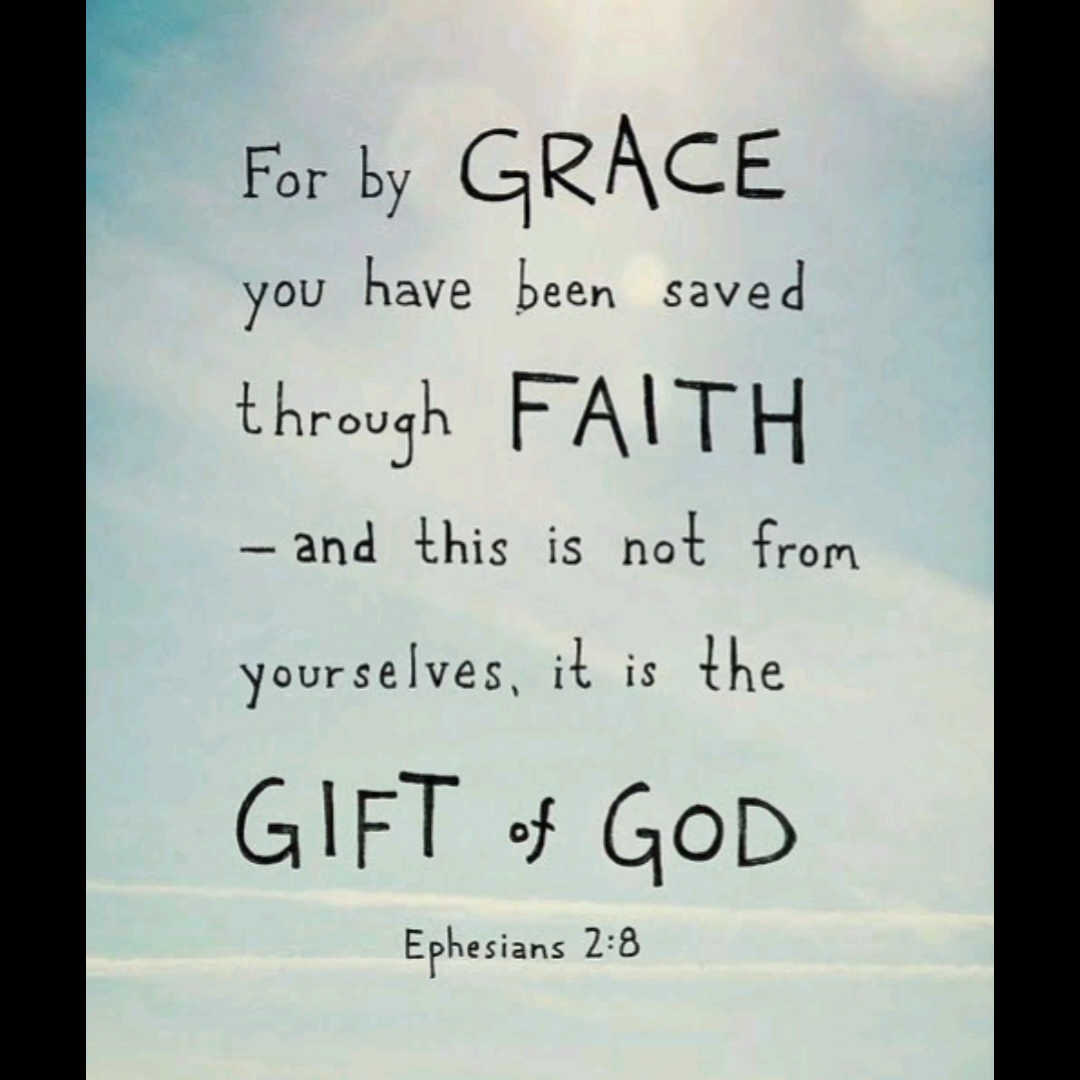 For by GRACE
you have been saved
through FAITH
– and this is not from
yourselves, it is the
GIFT of GOD
Ephesians 2:8